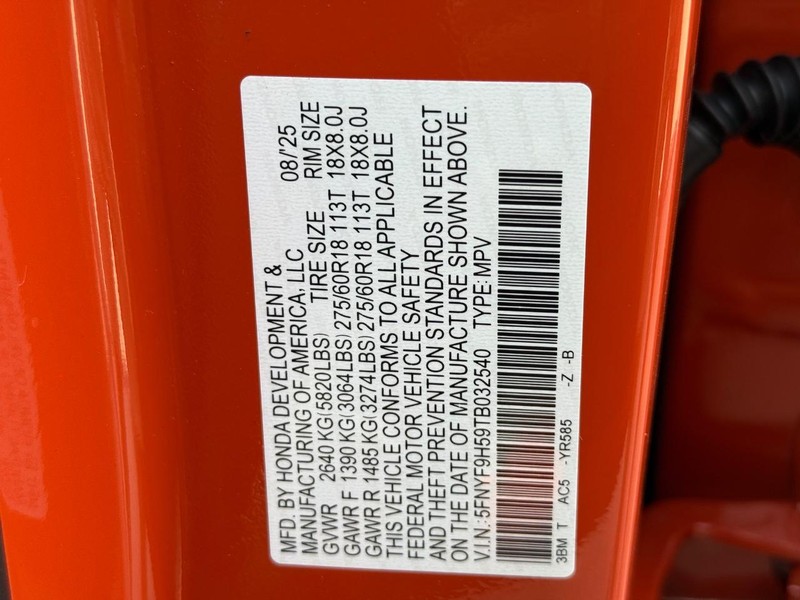 MFD. BY HONDA DEVELOPMENT &
MANUFACTURING OF AMERICA, LLC 08/'25
GVWR 2640 KG(5820LBS) TIRE SIZE RIM SIZE
GAWR F 1390 KG(3064LBS) 275/60R18 113T 18X8.0J
GAWR R 1485 KG(3274LBS) 275/60R18 113T 18X8.0J
THIS VEHICLE CONFORMS TO ALL APPLICABLE
FEDERAL MOTOR VEHICLE SAFETY
AND THEFT PREVENTION STANDARDS IN EFFECT
ON THE DATE OF MANUFACTURE SHOWN ABOVE.
V.I.N.:5FNYF9H59TB032540 TYPE:MPV
3BM T AC5 -YR585 -Z -B